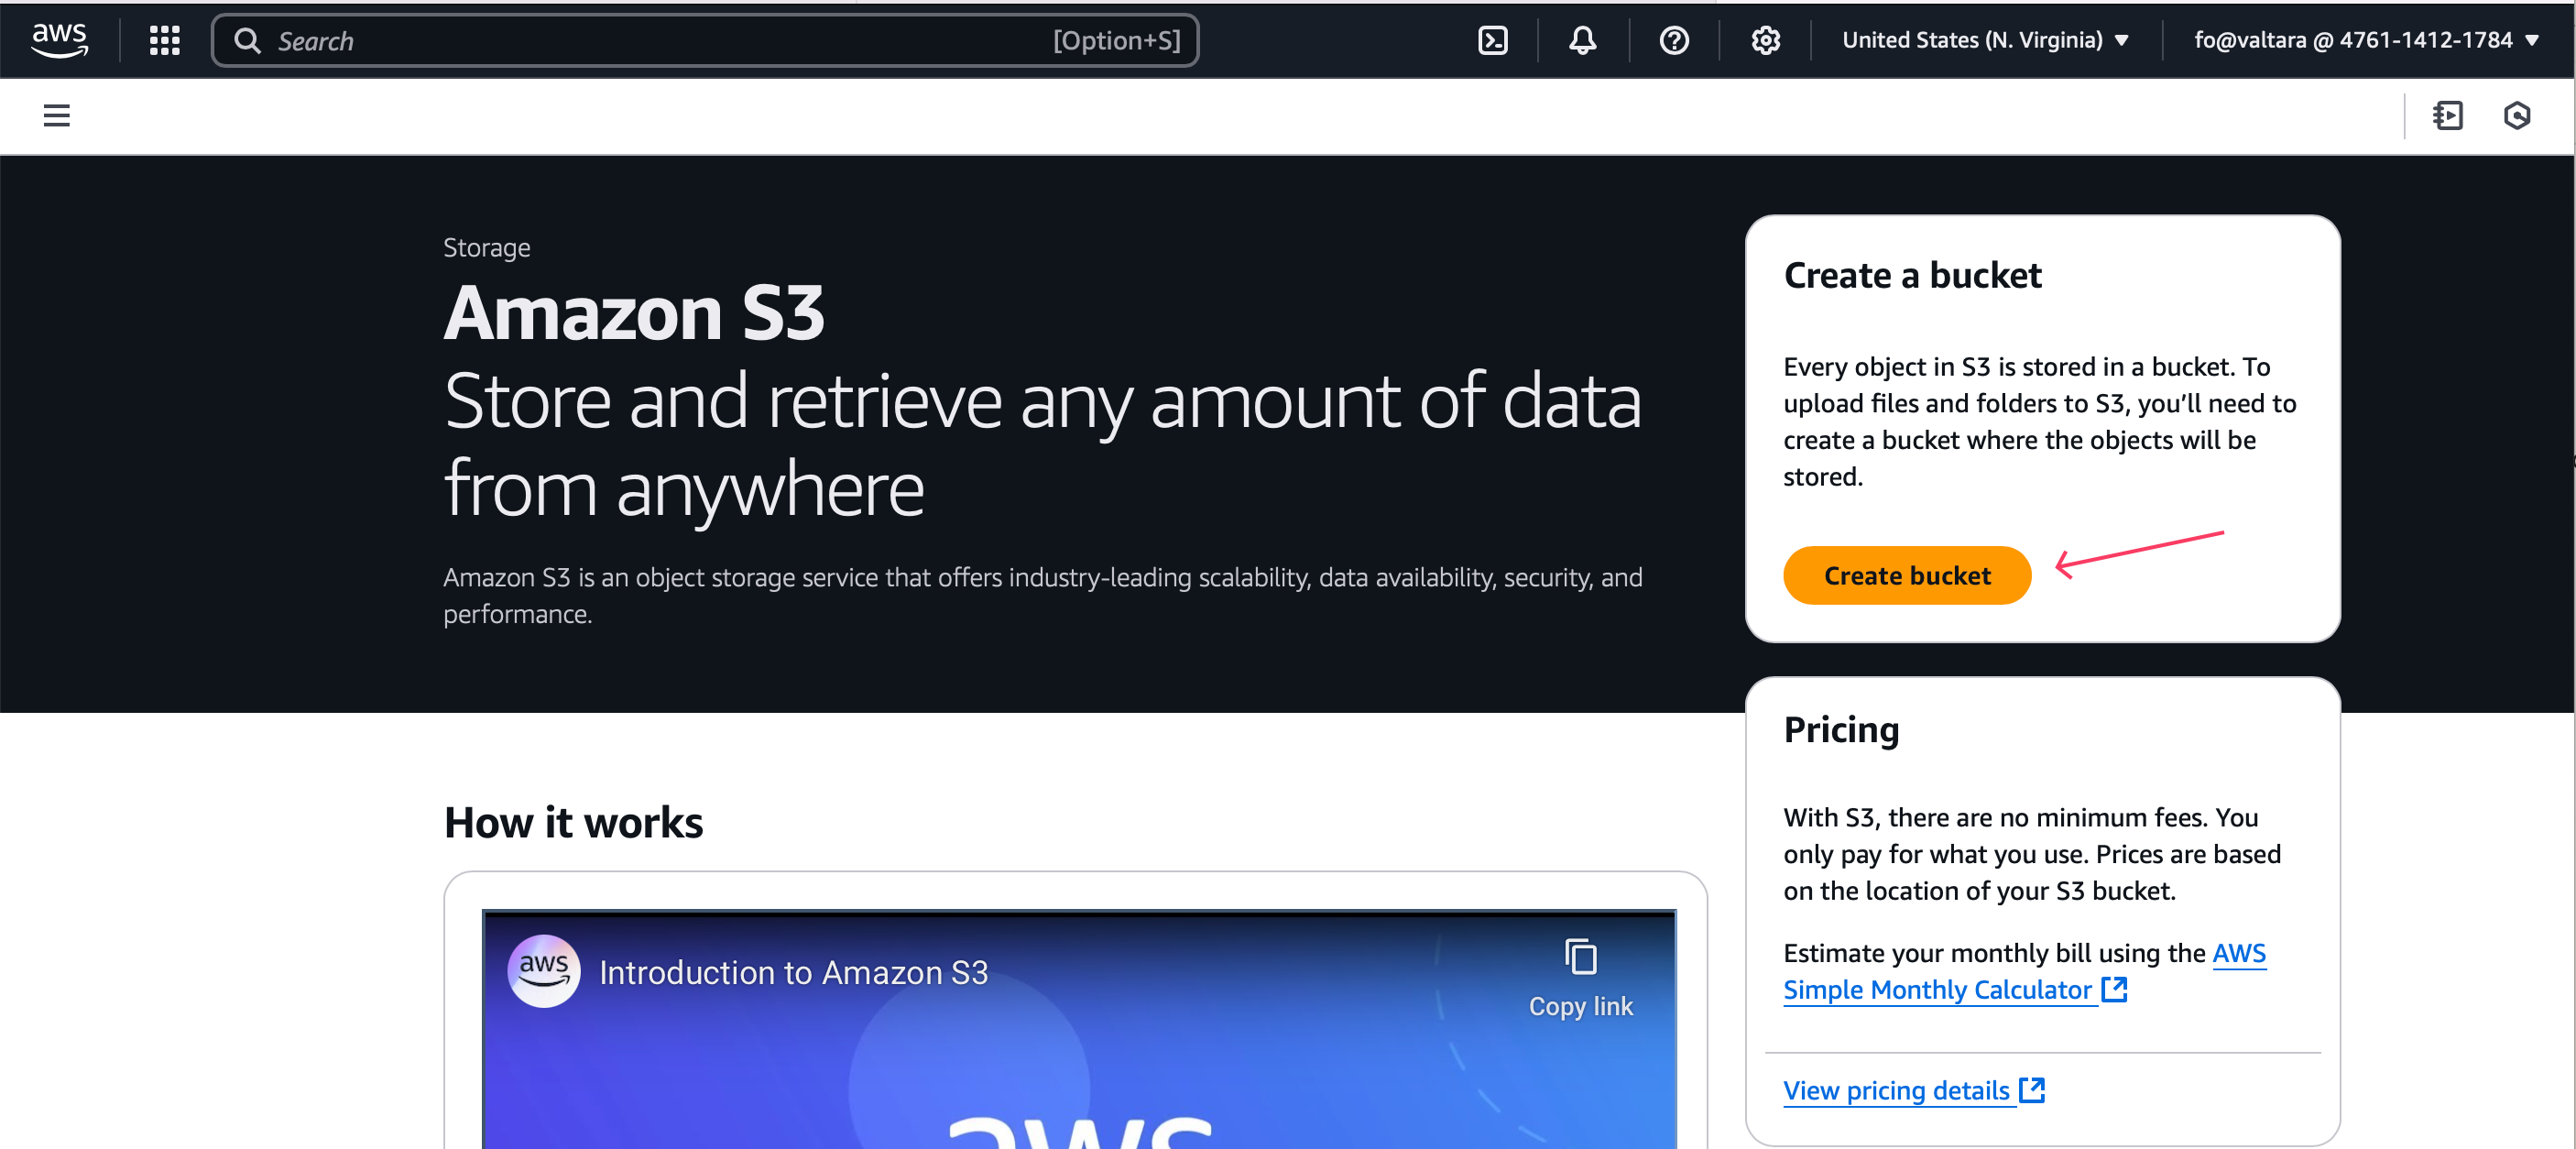 aws
Search
[Option+S]
United States (N. Virginia)
fo@valtara @ 4761-1412-1784
Storage
Amazon S3
Store and retrieve any amount of data
from anywhere
Amazon S3 is an object storage service that offers industry-leading scalability, data availability, security, and
performance.
Create a bucket
Every object in S3 is stored in a bucket. To
upload files and folders to S3, you’ll need to
create a bucket where the objects will be
stored.
Create bucket
Pricing
With S3, there are no minimum fees. You
only pay for what you use. Prices are based
on the location of your S3 bucket.
Estimate your monthly bill using the AWS
Simple Monthly Calculator
View pricing details
How it works
aws
Introduction to Amazon S3
Copy link
aws